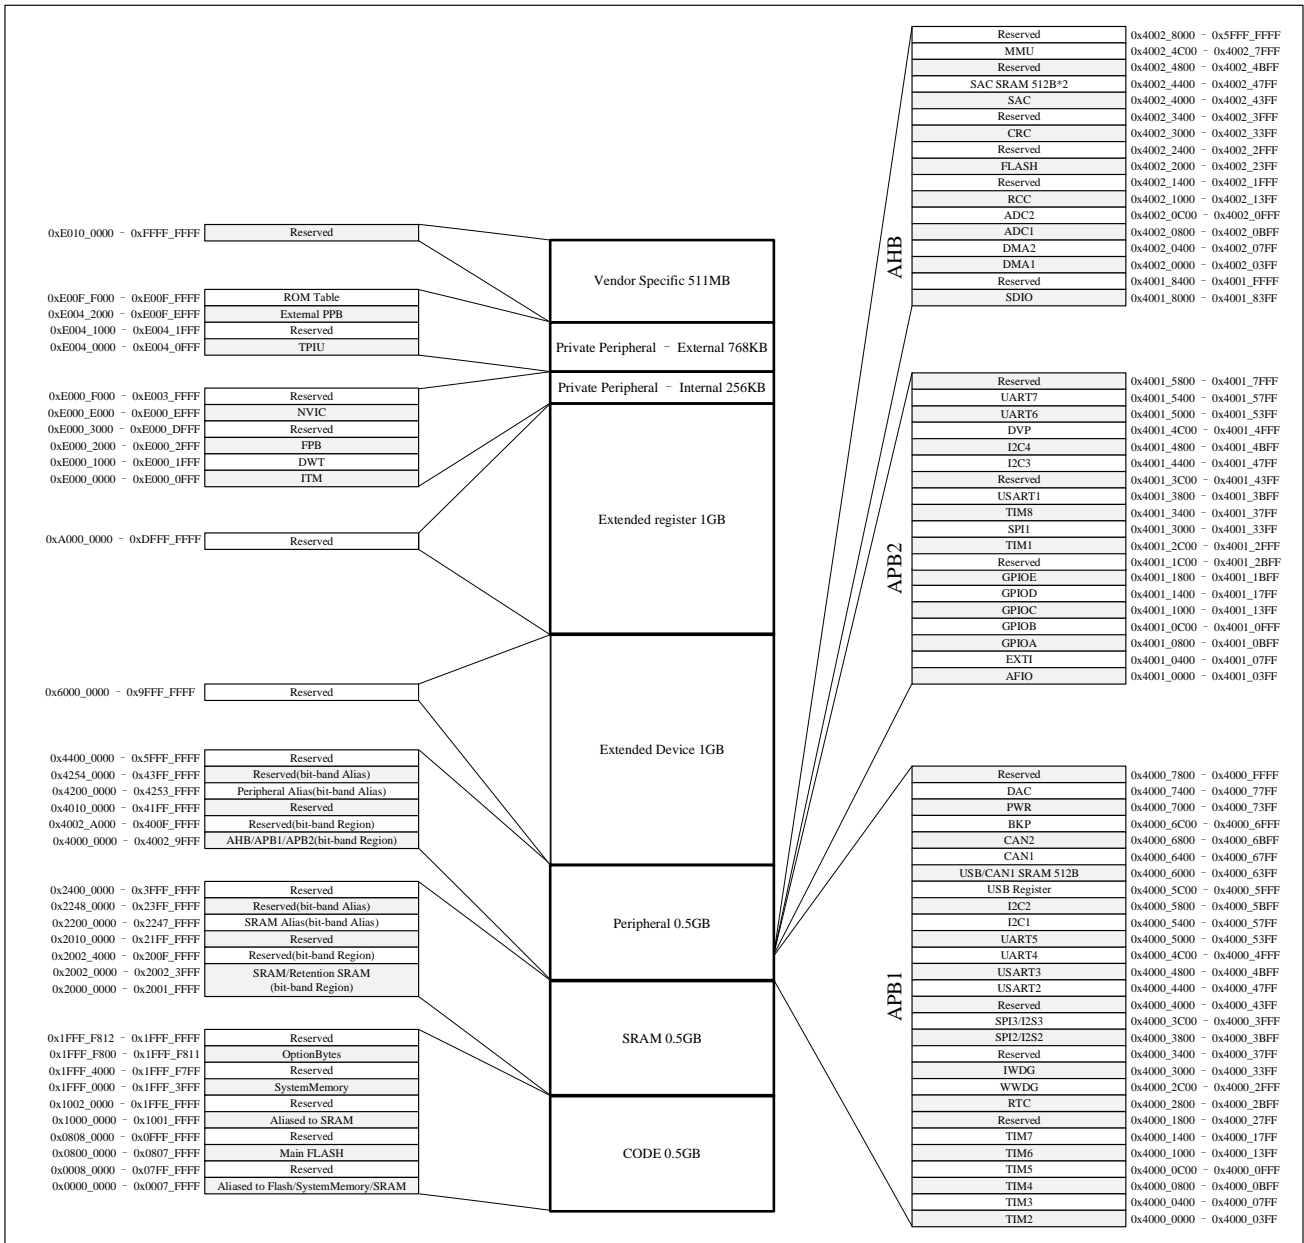 0xE010_0000 - 0xFFFF_FFFF Reserved
0xE00F_F000 - 0xE00F_FFFF ROM Table
0xE004_2000 - 0xE00F_EFFF External PPB
0xE004_1000 - 0xE004_1FFF Reserved
0xE004_0000 - 0xE004_0FFF TPIU
0xE000_F000 - 0xE003_FFFF Reserved
0xE000_E000 - 0xE000_EFFF NVIC
0xE000_3000 - 0xE000_DFFF Reserved
0xE000_2000 - 0xE000_2FFF FPB
0xE000_1000 - 0xE000_1FFF DWT
0xE000_0000 - 0xE000_0FFF ITM
0xA000_0000 - 0xDFFF_FFFF Reserved
0x6000_0000 - 0x9FFF_FFFF Reserved
0x4400_0000 - 0x5FFF_FFFF Reserved
0x4254_0000 - 0x43FF_FFFF Reserved(bit-band Alias)
0x4200_0000 - 0x4253_FFFF Peripheral Alias(bit-band Alias)
0x4010_0000 - 0x41FF_FFFF Reserved
0x4002_A000 - 0x400F_FFFF Reserved(bit-band Region)
0x4000_0000 - 0x4002_9FFF AHB/APB1/APB2(bit-band Region)
0x2400_0000 - 0x3FFF_FFFF Reserved
0x2248_0000 - 0x23FF_FFFF Reserved(bit-band Alias)
0x2200_0000 - 0x2247_FFFF SRAM Alias(bit-band Alias)
0x2010_0000 - 0x21FF_FFFF Reserved
0x2002_4000 - 0x200F_FFFF Reserved(bit-band Region)
0x2002_0000 - 0x2002_3FFF SRAM/Retention SRAM
0x2000_0000 - 0x2001_FFFF (bit-band Region)
0x1FFF_F812 - 0x1FFF_FFFF Reserved
0x1FFF_F800 - 0x1FFF_F811 OptionBytes
0x1FFF_4000 - 0x1FFF_F7FF Reserved
0x1FFF_0000 - 0x1FFF_3FFF SystemMemory
0x1002_0000 - 0x1FFE_FFFF Reserved
0x1000_0000 - 0x1001_FFFF Aliased to SRAM
0x0808_0000 - 0x0FFF_FFFF Reserved
0x0800_0000 - 0x0807_FFFF Main FLASH
0x0008_0000 - 0x07FF_FFFF Reserved
0x0000_0000 - 0x0007_FFFF Aliased to Flash/SystemMemory/SRAM
Vendor Specific 511MB
Private Peripheral - External 768KB
Private Peripheral - Internal 256KB
Extended register 1GB
Extended Device 1GB
Peripheral 0.5GB
SRAM 0.5GB
CODE 0.5GB
AHB
Reserved 0x4002_8000 - 0x5FFF_FFFF
MMU 0x4002_4C00 - 0x4002_7FFF
Reserved 0x4002_4800 - 0x4002_4BFF
SAC SRAM 512B*2 0x4002_4400 - 0x4002_47FF
SAC 0x4002_4000 - 0x4002_43FF
Reserved 0x4002_3400 - 0x4002_3FFF
CRC 0x4002_3000 - 0x4002_33FF
Reserved 0x4002_2400 - 0x4002_2FFF
FLASH 0x4002_2000 - 0x4002_23FF
Reserved 0x4002_1400 - 0x4002_1FFF
RCC 0x4002_1000 - 0x4002_13FF
ADC2 0x4002_0C00 - 0x4002_0FFF
ADC1 0x4002_0800 - 0x4002_0BFF
DMA2 0x4002_0400 - 0x4002_07FF
DMA1 0x4002_0000 - 0x4002_03FF
Reserved 0x4001_8400 - 0x4001_FFFF
SDIO 0x4001_8000 - 0x4001_83FF
APB2
Reserved 0x4001_5800 - 0x4001_7FFF
UART7 0x4001_5400 - 0x4001_57FF
UART6 0x4001_5000 - 0x4001_53FF
DVP 0x4001_4C00 - 0x4001_4FFF
I2C4 0x4001_4800 - 0x4001_4BFF
I2C3 0x4001_4400 - 0x4001_47FF
Reserved 0x4001_3C00 - 0x4001_43FF
USART1 0x4001_3800 - 0x4001_3BFF
TIM8 0x4001_3400 - 0x4001_37FF
SPI1 0x4001_3000 - 0x4001_33FF
TIM1 0x4001_2C00 - 0x4001_2FFF
Reserved 0x4001_1C00 - 0x4001_2BFF
GPIOE 0x4001_1800 - 0x4001_1BFF
GPIOD 0x4001_1400 - 0x4001_17FF
GPIOC 0x4001_1000 - 0x4001_13FF
GPIOB 0x4001_0C00 - 0x4001_0FFF
GPIOA 0x4001_0800 - 0x4001_0BFF
EXTI 0x4001_0400 - 0x4001_07FF
AFIO 0x4001_0000 - 0x4001_03FF
APB1
Reserved 0x4000_7800 - 0x4000_FFFF
DAC 0x4000_7400 - 0x4000_77FF
PWR 0x4000_7000 - 0x4000_73FF
BKP 0x4000_6C00 - 0x4000_6FFF
CAN2 0x4000_6800 - 0x4000_6BFF
CAN1 0x4000_6400 - 0x4000_67FF
USB/CAN1 SRAM 512B 0x4000_6000 - 0x4000_63FF
USB Register 0x4000_5C00 - 0x4000_5FFF
I2C2 0x4000_5800 - 0x4000_5BFF
I2C1 0x4000_5400 - 0x4000_57FF
UART5 0x4000_5000 - 0x4000_53FF
UART4 0x4000_4C00 - 0x4000_4FFF
USART3 0x4000_4800 - 0x4000_4BFF
USART2 0x4000_4400 - 0x4000_47FF
Reserved 0x4000_4000 - 0x4000_43FF
SPI3/I2S3 0x4000_3C00 - 0x4000_3FFF
SPI2/I2S2 0x4000_3800 - 0x4000_3BFF
Reserved 0x4000_3400 - 0x4000_37FF
IWDG 0x4000_3000 - 0x4000_33FF
WWDG 0x4000_2C00 - 0x4000_2FFF
RTC 0x4000_2800 - 0x4000_2BFF
Reserved 0x4000_1800 - 0x4000_27FF
TIM7 0x4000_1400 - 0x4000_17FF
TIM6 0x4000_1000 - 0x4000_13FF
TIM5 0x4000_0C00 - 0x4000_0FFF
TIM4 0x4000_0800 - 0x4000_0BFF
TIM3 0x4000_0400 - 0x4000_07FF
TIM2 0x4000_0000 - 0x4000_03FF